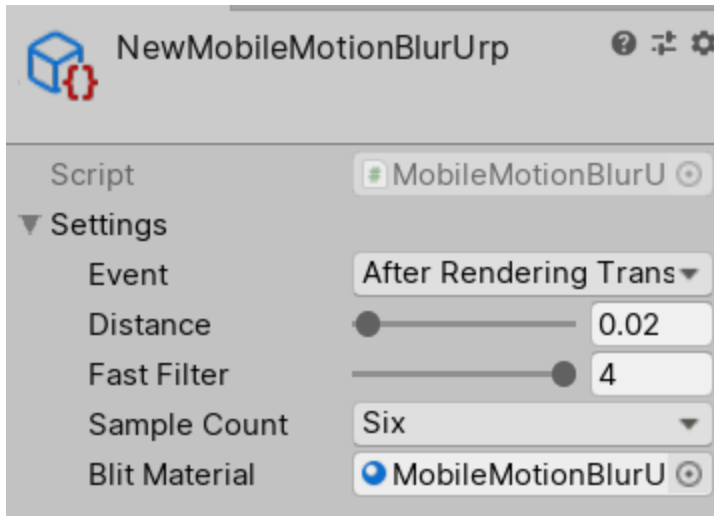 NewMobileMotionBlurUrp
Script # MobileMotionBlurU
Settings
Event After Rendering Trans
Distance 0.02
Fast Filter 4
Sample Count Six
Blit Material MobileMotionBlurU